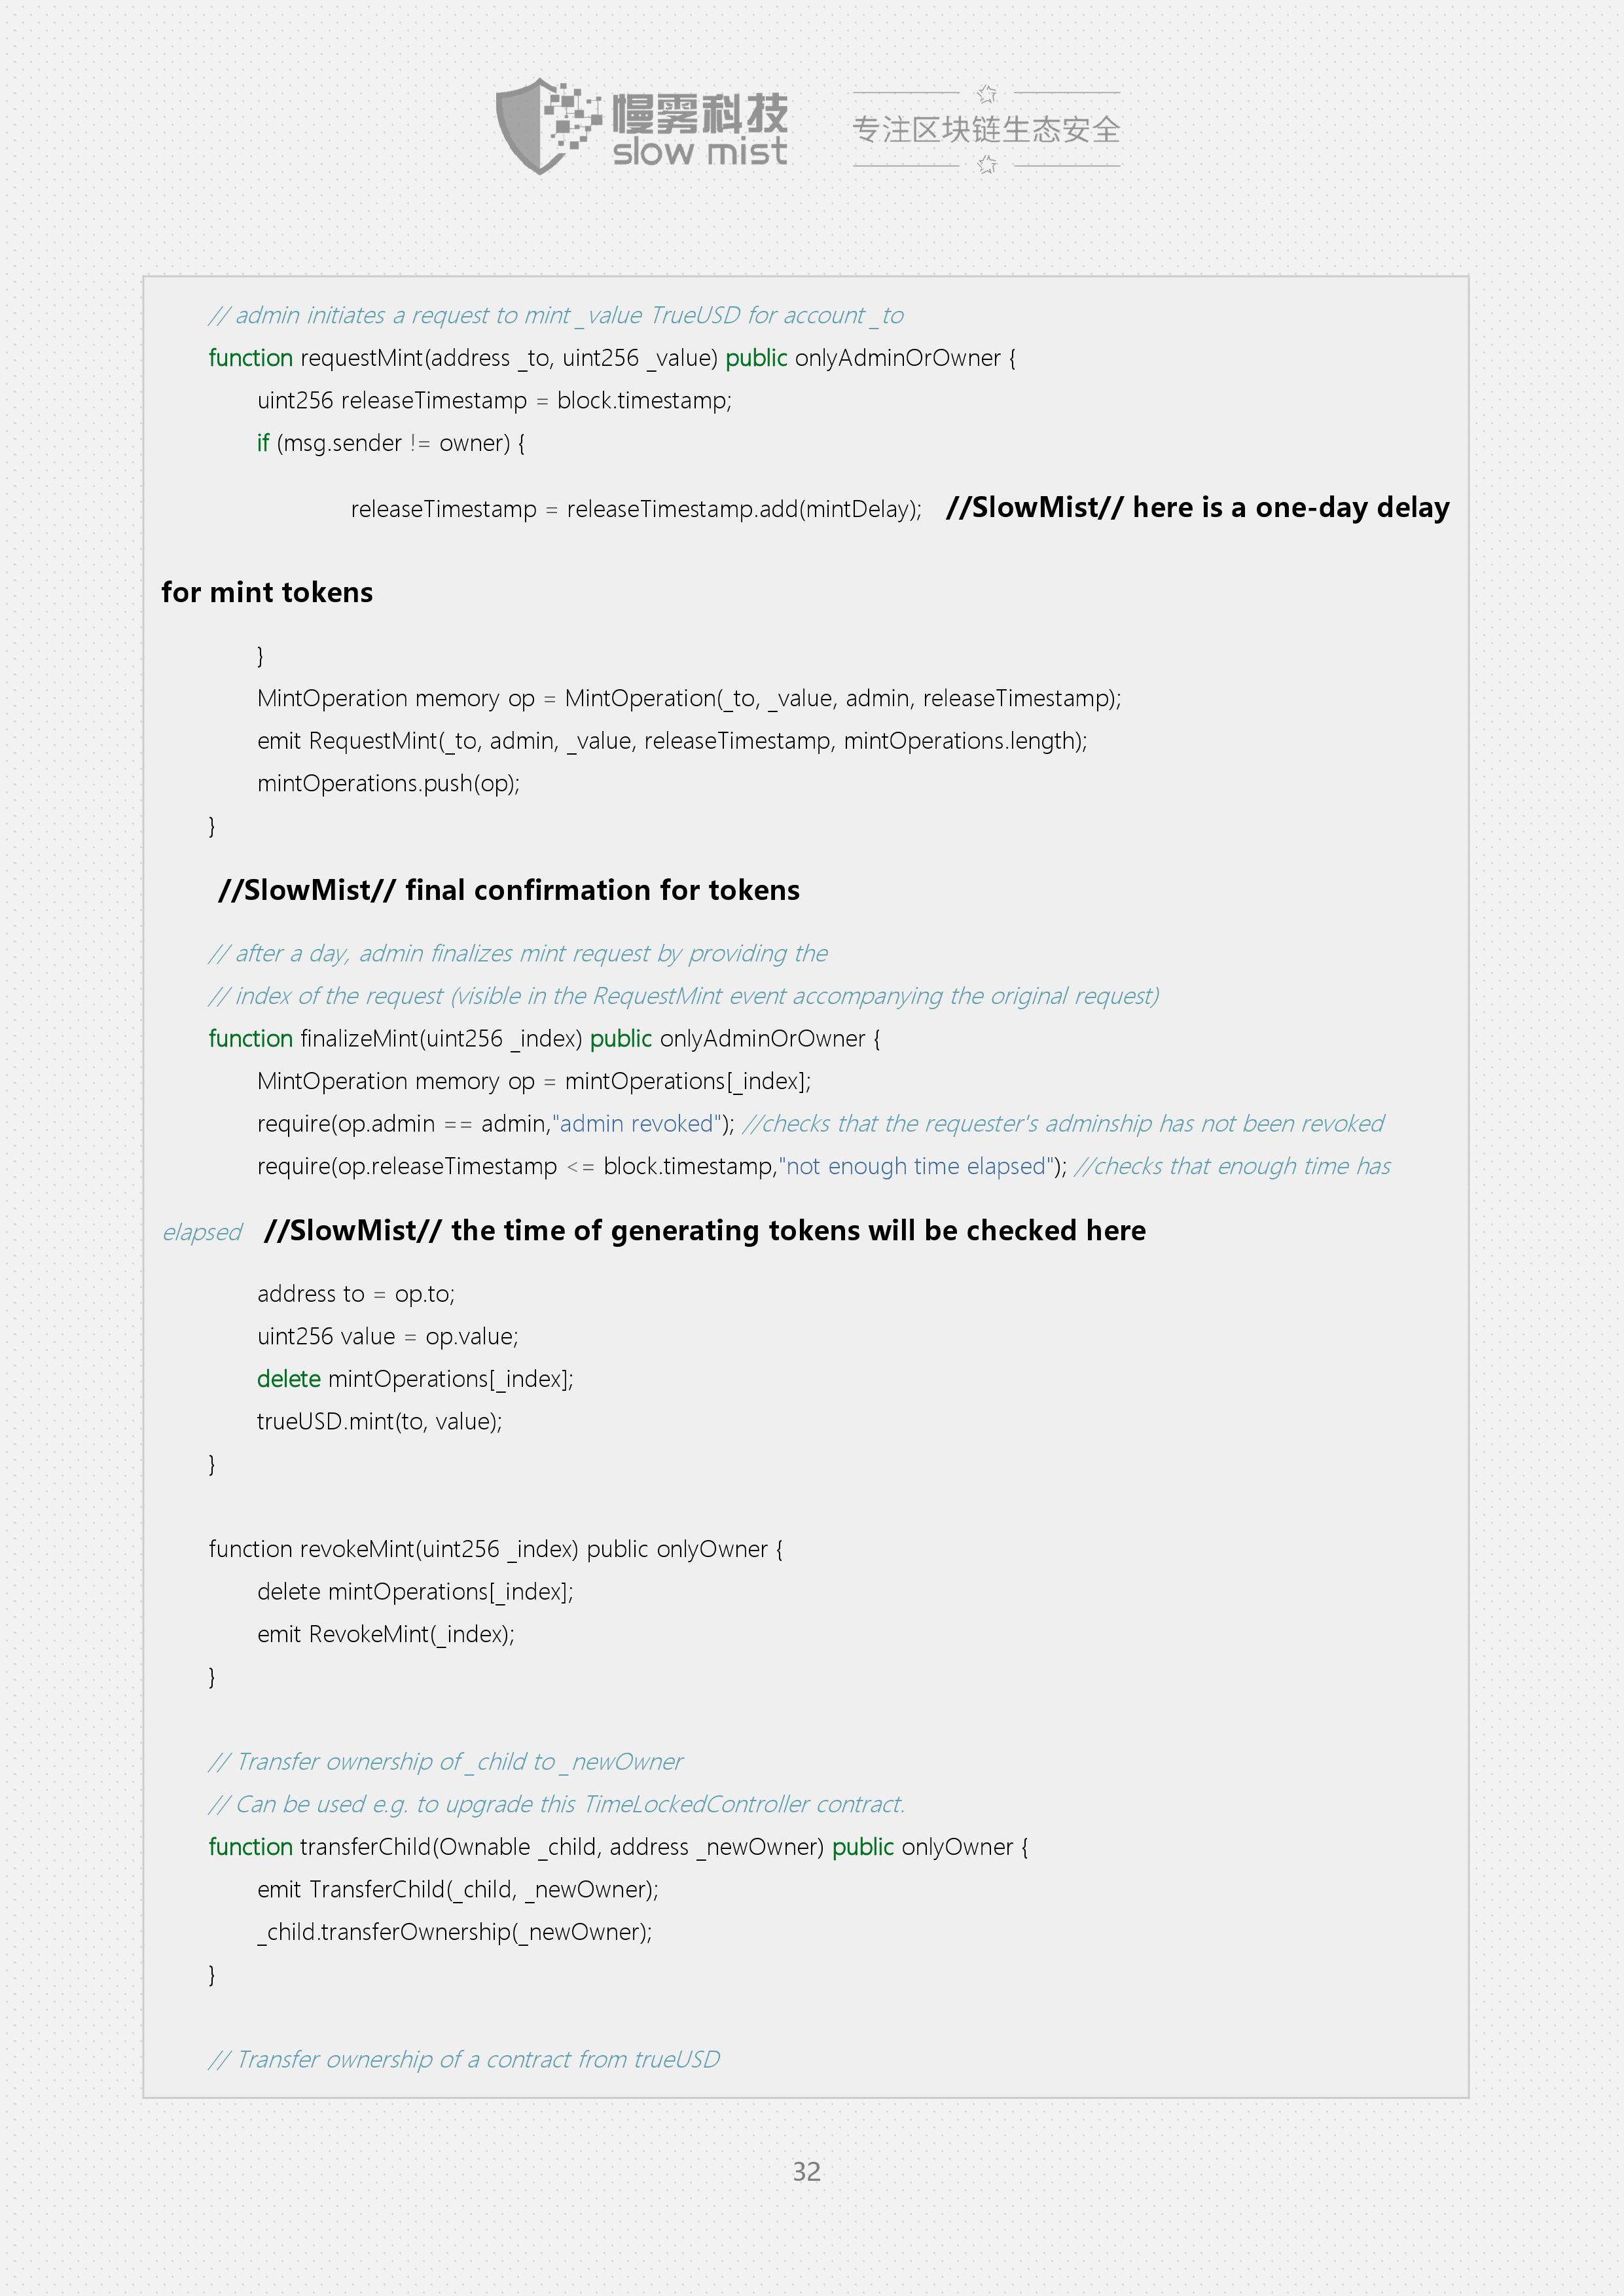 慢雾科技
slow mist
专注区块链生态安全
// admin initiates a request to mint _value TrueUSD for account _to
function requestMint(address _to, uint256 _value) public onlyAdminOrOwner {
uint256 releaseTimestamp = block.timestamp;
if (msg.sender != owner) {
releaseTimestamp = releaseTimestamp.add(mintDelay); //SlowMist// here is a one-day delay
for mint tokens
}
MintOperation memory op = MintOperation(_to, _value, admin, releaseTimestamp);
emit RequestMint(_to, admin, _value, releaseTimestamp, mintOperations.length);
mintOperations.push(op);
}
//SlowMist// final confirmation for tokens
// after a day, admin finalizes mint request by providing the
// index of the request (visible in the RequestMint event accompanying the original request)
function finalizeMint(uint256 _index) public onlyAdminOrOwner {
MintOperation memory op = mintOperations[_index];
require(op.admin == admin,"admin revoked"); //checks that the requester's adminship has not been revoked
require(op.releaseTimestamp <= block.timestamp,"not enough time elapsed"); //checks that enough time has
elapsed //SlowMist// the time of generating tokens will be checked here
address to = op.to;
uint256 value = op.value;
delete mintOperations[_index];
trueUSD.mint(to, value);
}
function revokeMint(uint256 _index) public onlyOwner {
delete mintOperations[_index];
emit RevokeMint(_index);
}
// Transfer ownership of _child to _newOwner
// Can be used e.g. to upgrade this TimeLockedController contract.
function transferChild(Ownable _child, address _newOwner) public onlyOwner {
emit TransferChild(_child, _newOwner);
_child.transferOwnership(_newOwner);
}
// Transfer ownership of a contract from trueUSD
32